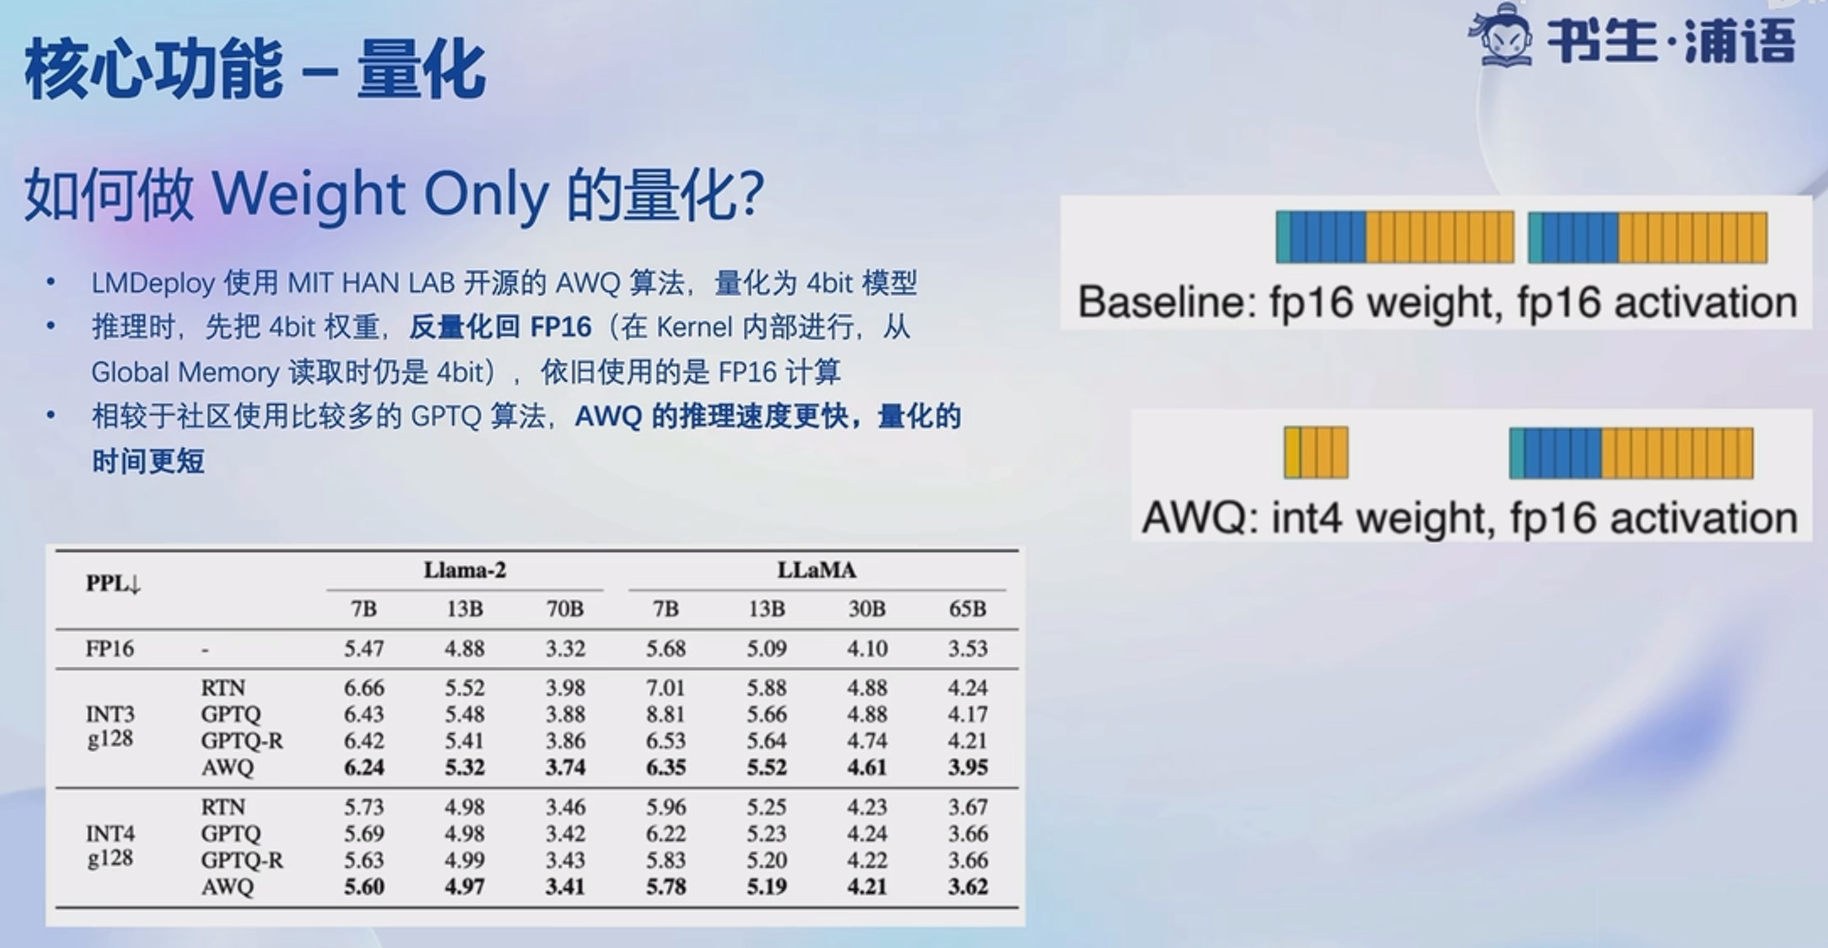 核心功能 – 量化
书生·浦语
如何做 Weight Only 的量化?
• LMDeploy 使用 MIT HAN LAB 开源的 AWQ 算法，量化为 4bit 模型
• 推理时，先把 4bit 权重，反量化回 FP16（在 Kernel 内部进行，从
Global Memory 读取时仍是 4bit），依旧使用的是 FP16 计算
• 相较于社区使用比较多的 GPTQ 算法，AWQ 的推理速度更快，量化的
时间更短
Baseline: fp16 weight, fp16 activation
AWQ: int4 weight, fp16 activation
PPL↓ Llama-2 LLaMA
7B 13B 70B 7B 13B 30B 65B
FP16 - 5.47 4.88 3.32 5.68 5.09 4.10 3.53
INT3 g128
RTN 6.66 5.52 3.98 7.01 5.88 4.88 4.24
GPTQ 6.43 5.48 3.88 8.81 5.66 4.88 4.17
GPTQ-R 6.42 5.41 3.86 6.53 5.64 4.74 4.21
AWQ 6.24 5.32 3.74 6.35 5.52 4.61 3.95
INT4 g128
RTN 5.73 4.98 3.46 5.96 5.25 4.23 3.67
GPTQ 5.69 4.98 3.42 6.22 5.23 4.24 3.66
GPTQ-R 5.63 4.99 3.43 5.83 5.20 4.22 3.66
AWQ 5.60 4.97 3.41 5.78 5.19 4.21 3.62